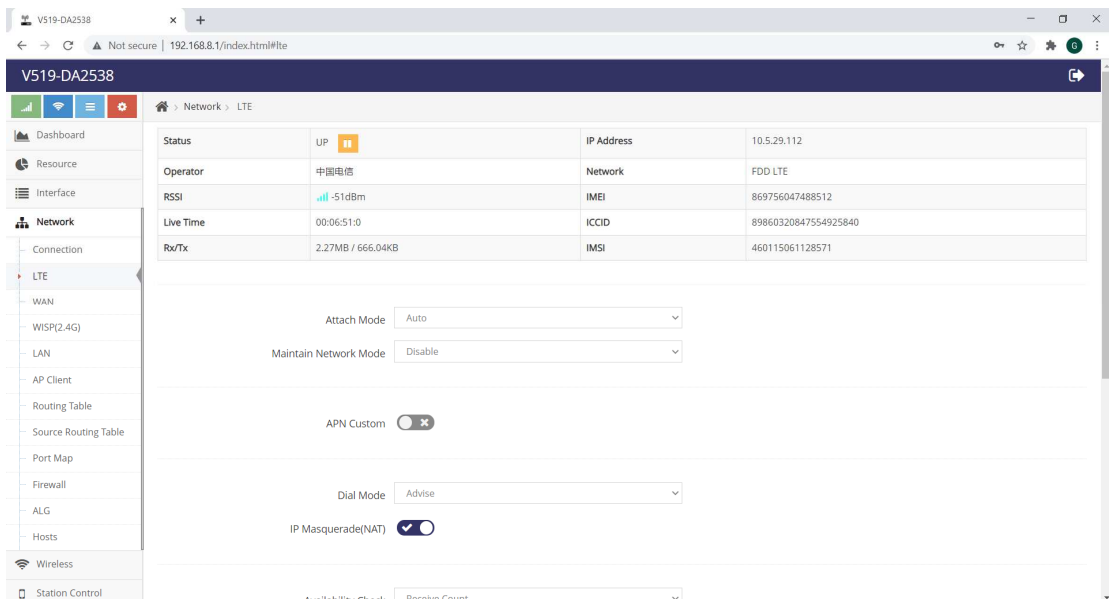 V519-DA2538
Not secure | 192.168.8.1/index.html#lte
G
V519-DA2538
Network > LTE
Dashboard
Resource
Interface
Network
Connection
LTE
WAN
WISP(2.4G)
LAN
AP Client
Routing Table
Source Routing Table
Port Map
Firewall
ALG
Hosts
Wireless
Station Control
Status UP IP Address 10.5.29.112
Operator 中国电信 Network FDD LTE
RSSI -51dBm IMEI 869756047488512
Live Time 00:06:51:0 ICCID 89860320847554925840
Rx/Tx 2.27MB / 666.04KB IMSI 460115061128571
Attach Mode Auto
Maintain Network Mode Disable
APN Custom
Dial Mode Advise
IP Masquerade(NAT)
Availability Check Receive Count